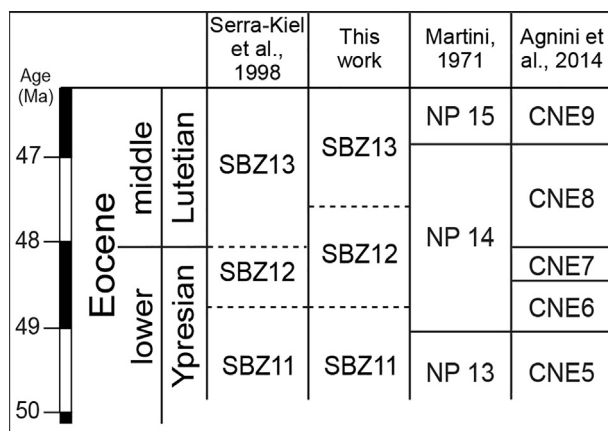 Serra-Kiel
et al.,
1998
This
work
Martini,
1971
Agnini
et al., 2014
Age
(Ma)
47
48
49
50
Eocene
middle
lower
Lutetian
Ypresian
SBZ13
SBZ12
SBZ11
SBZ13
SBZ12
SBZ11
NP 15
NP 14
NP 13
CNE9
CNE8
CNE7
CNE6
CNE5